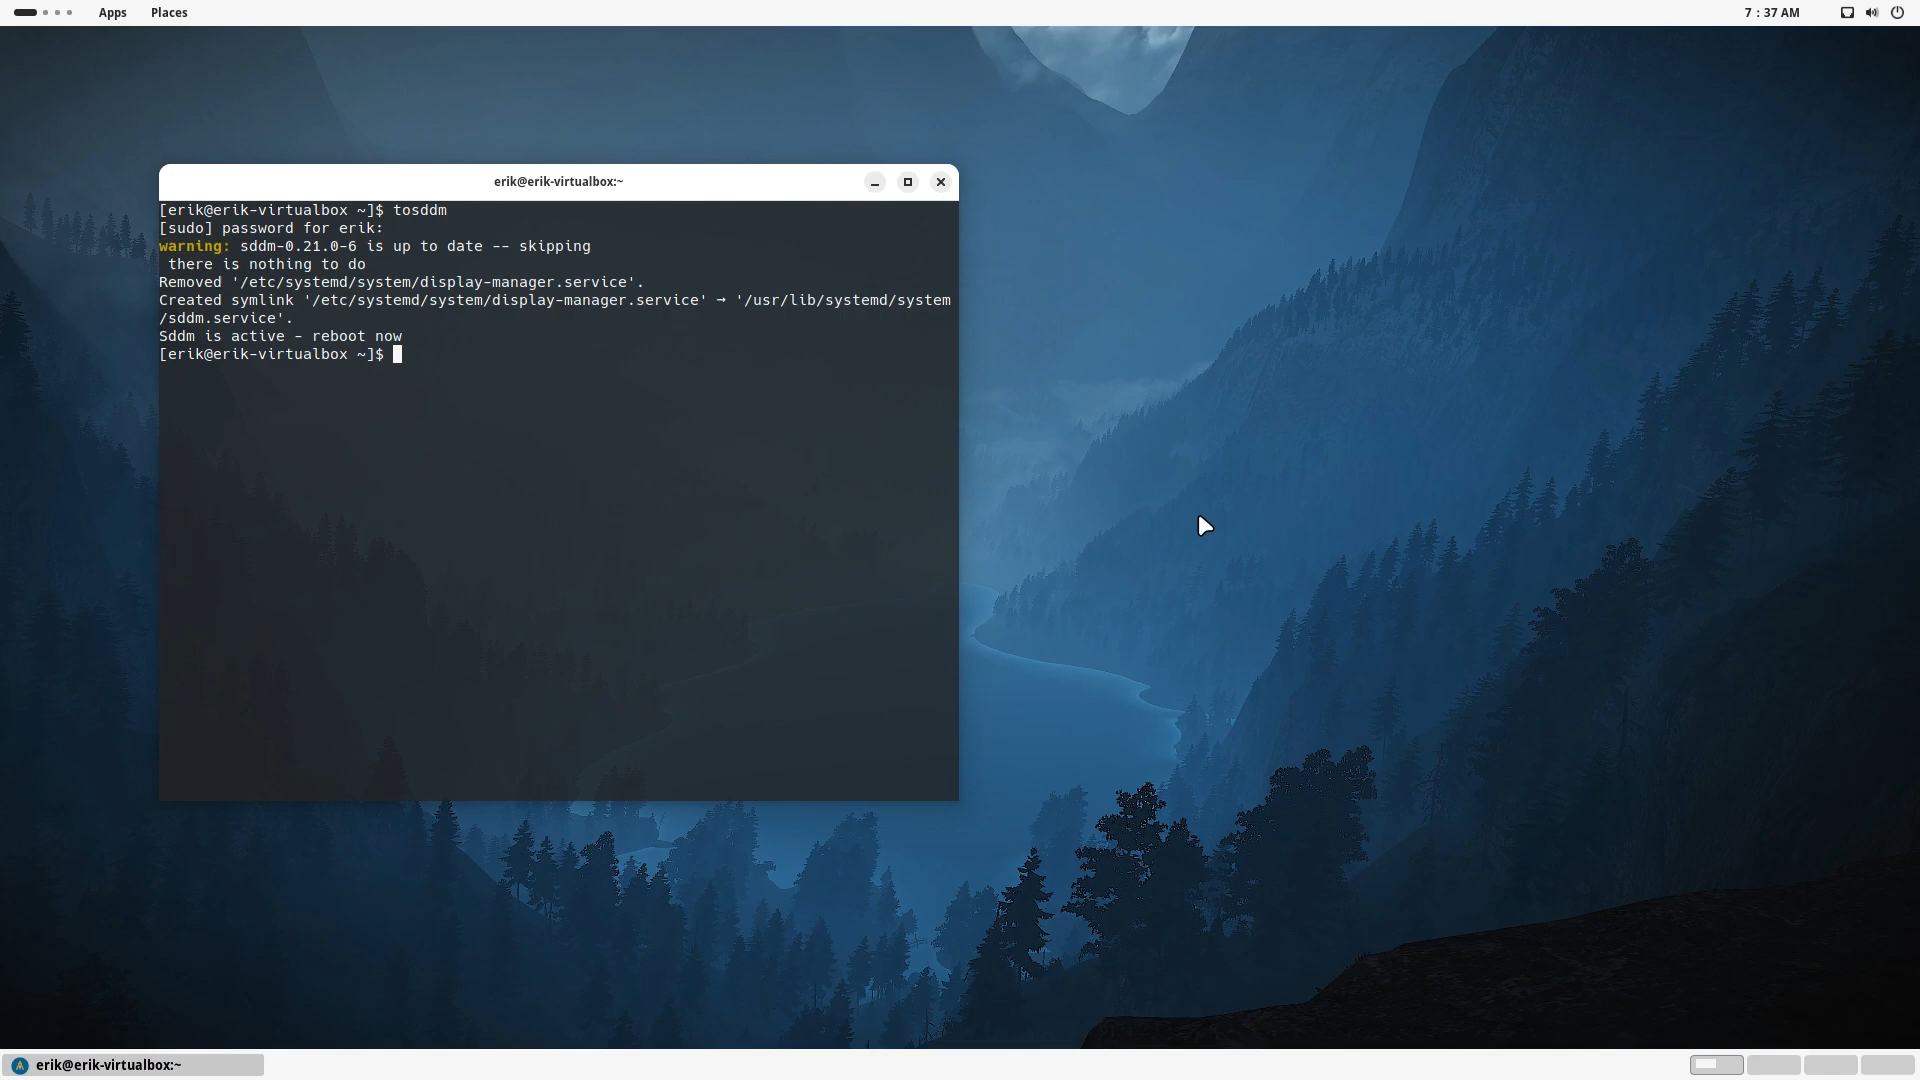 Apps Places 7 : 37 AM
erik@erik-virtualbox:~
[erik@erik-virtualbox ~]$ tosddm
[sudo] password for erik:
warning: sddm-0.21.0-6 is up to date -- skipping
 there is nothing to do
Removed '/etc/systemd/system/display-manager.service'.
Created symlink '/etc/systemd/system/display-manager.service' → '/usr/lib/systemd/system
/sddm.service'.
Sddm is active - reboot now
[erik@erik-virtualbox ~]$
erik@erik-virtualbox:~